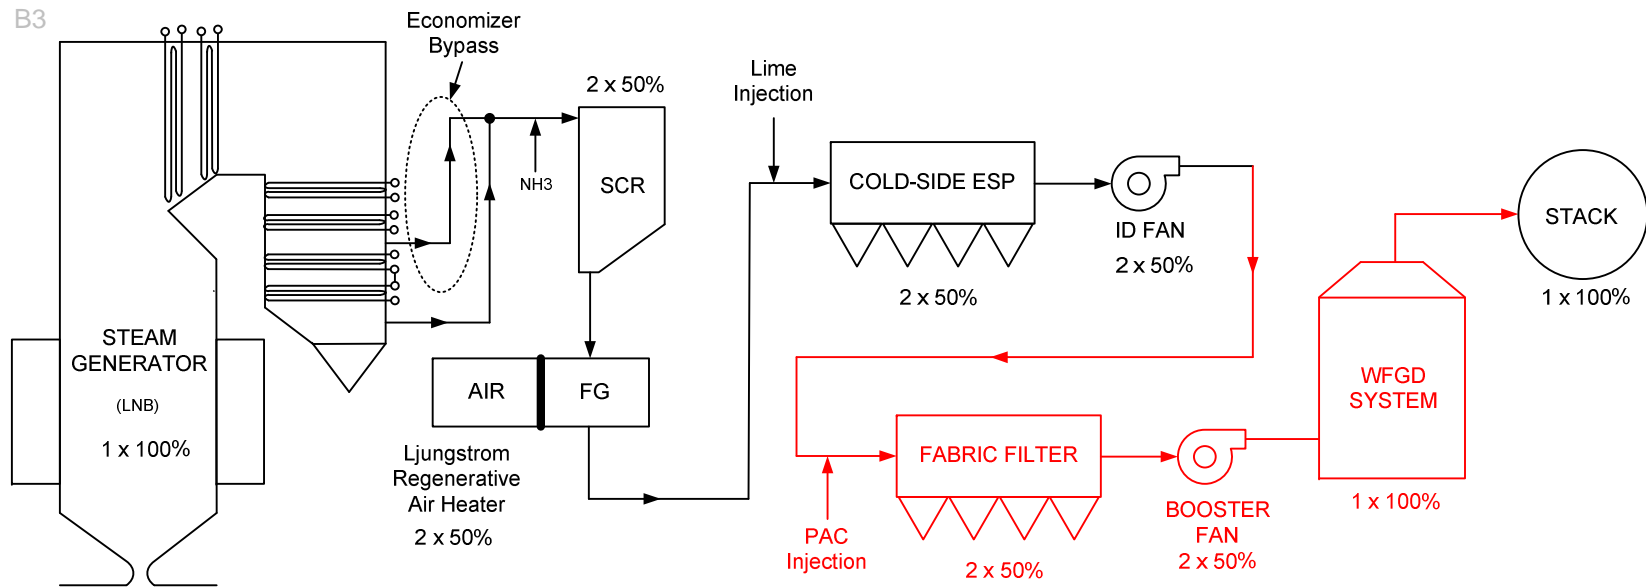 B3
Economizer
Bypass
2 x 50%
NH3
SCR
STEAM
GENERATOR
(LNB)
1 x 100%
AIR
FG
Ljungstrom
Regenerative
Air Heater
2 x 50%
Lime
Injection
COLD-SIDE ESP
2 x 50%
ID FAN
2 x 50%
PAC
Injection
FABRIC FILTER
2 x 50%
BOOSTER
FAN
2 x 50%
WFGD
SYSTEM
1 x 100%
STACK
1 x 100%